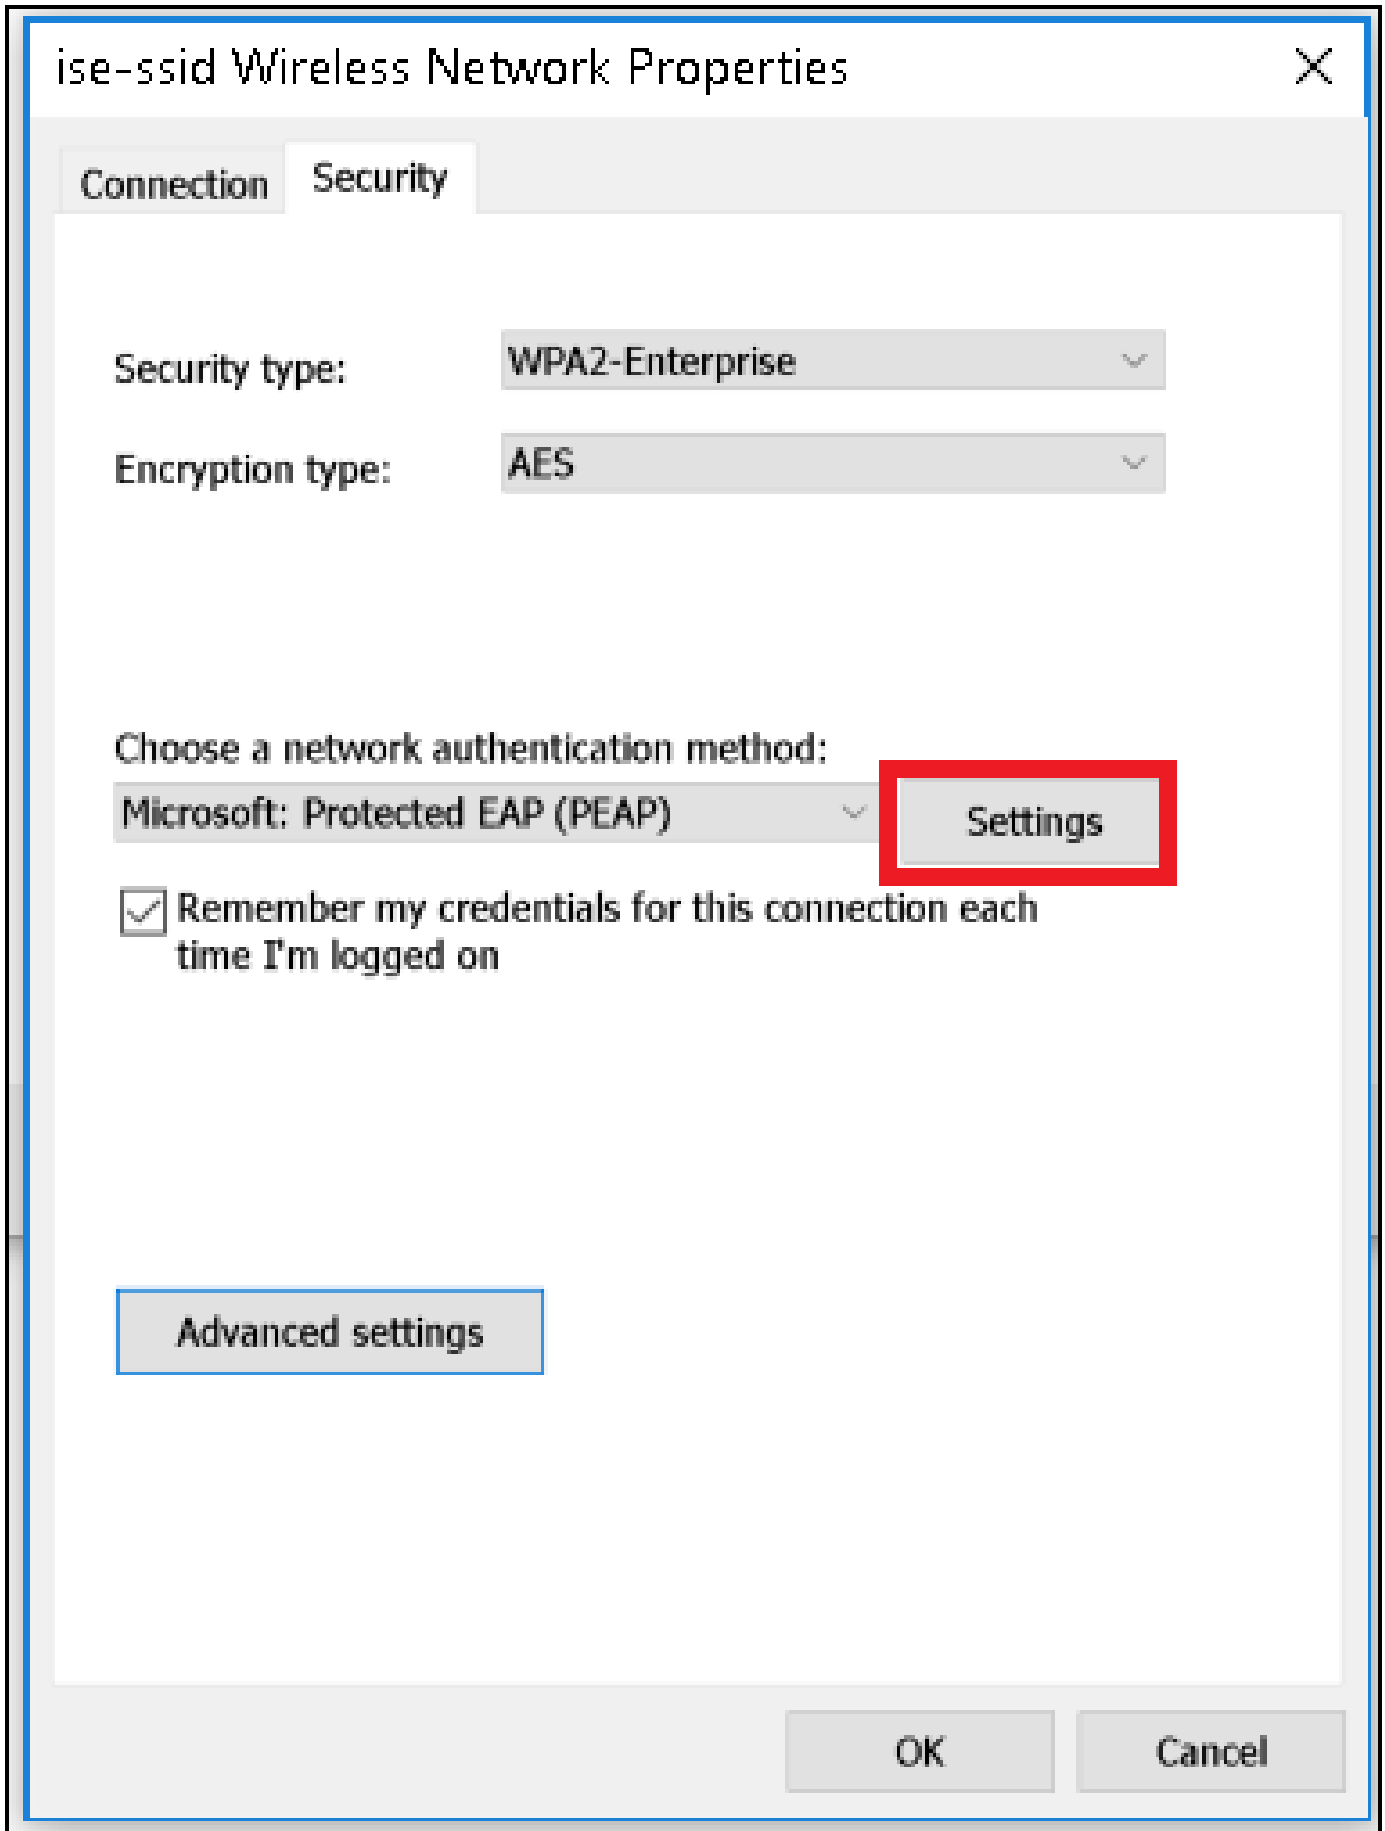 ise-ssid Wireless Network Properties
Connection
Security
Security type:
WPA2-Enterprise
Encryption type:
AES
Choose a network authentication method:
Microsoft: Protected EAP (PEAP)
Settings
Remember my credentials for this connection each
time I'm logged on
Advanced settings
OK
Cancel